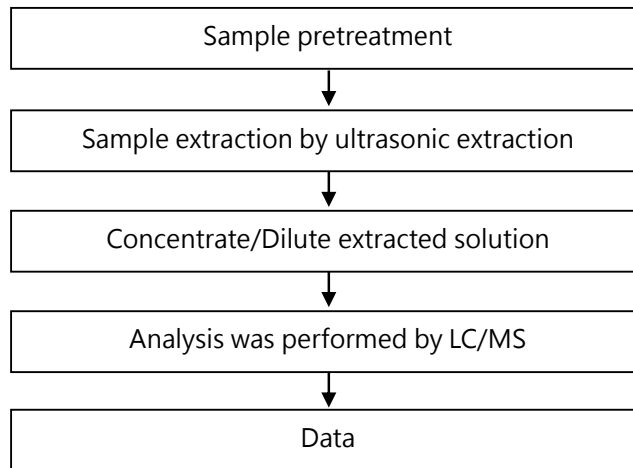 Sample pretreatment
Sample extraction by ultrasonic extraction
Concentrate/Dilute extracted solution
Analysis was performed by LC/MS
Data